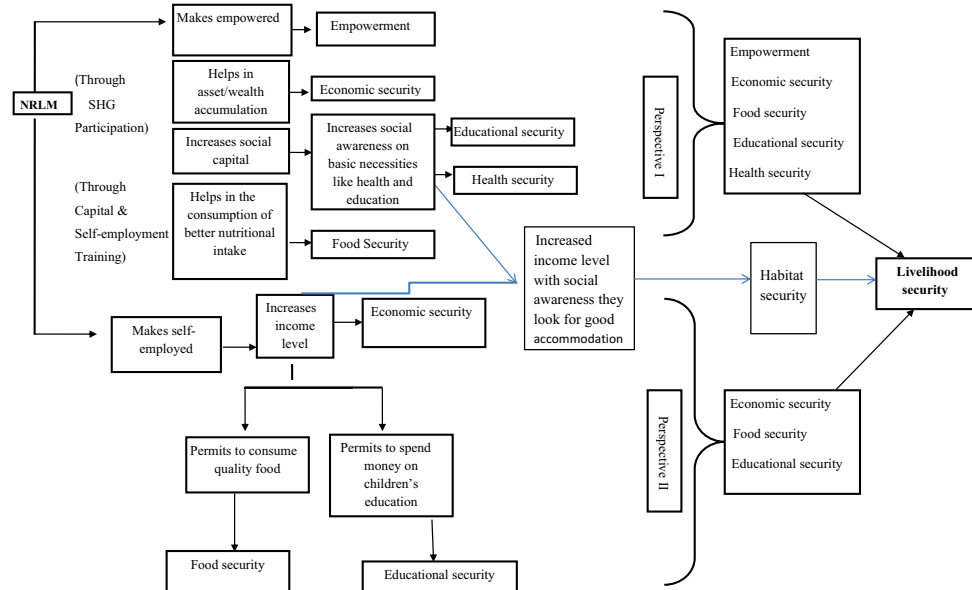 Makes empowered
Empowerment
(Through
SHG
Participation)
NRLM
Helps in
asset/wealth
accumulation
Economic security
Increases social
capital
Increases social
awareness on
basic necessities
like health and
education
Educational security
Health security
(Through
Capital &
Self-employment
Training)
Helps in the
consumption of
better nutritional
intake
Food Security
Makes self-
employed
Increases
income
level
Economic security
Permits to consume
quality food
Permits to spend
money on
children's
education
Food security
Educational security
Increased
income level
with social
awareness they
look for good
accommodation
Perspective I
Empowerment
Economic security
Food security
Educational security
Health security
Habitat
security
Livelihood
security
Perspective II
Economic security
Food security
Educational security